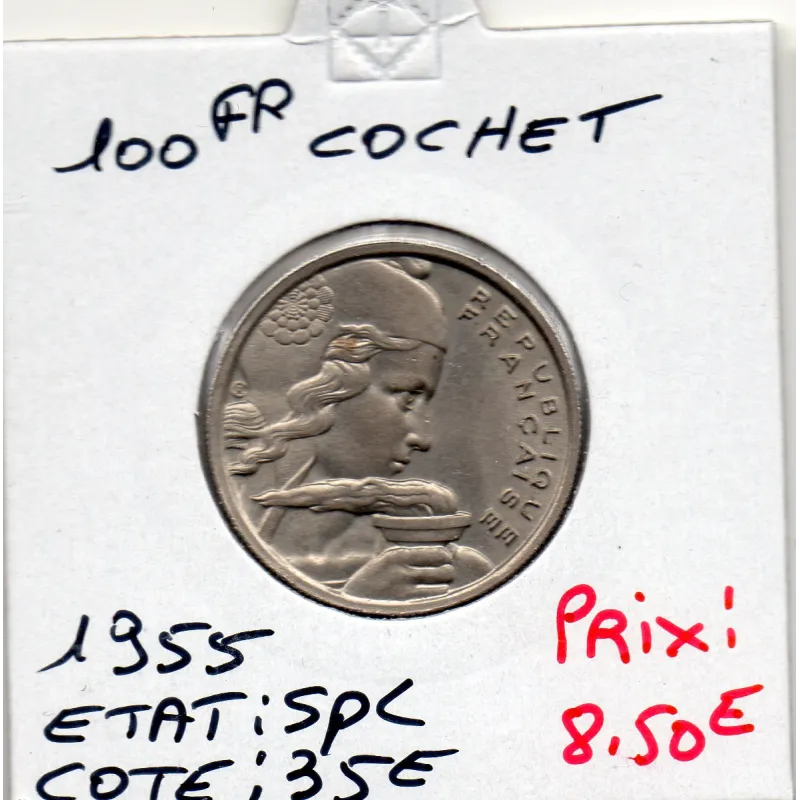 100 FR COCHET
REPUBLIQUE
FRANÇAISE
1955
ETAT : SPL
COTE : 35E
PRix :
8.50E